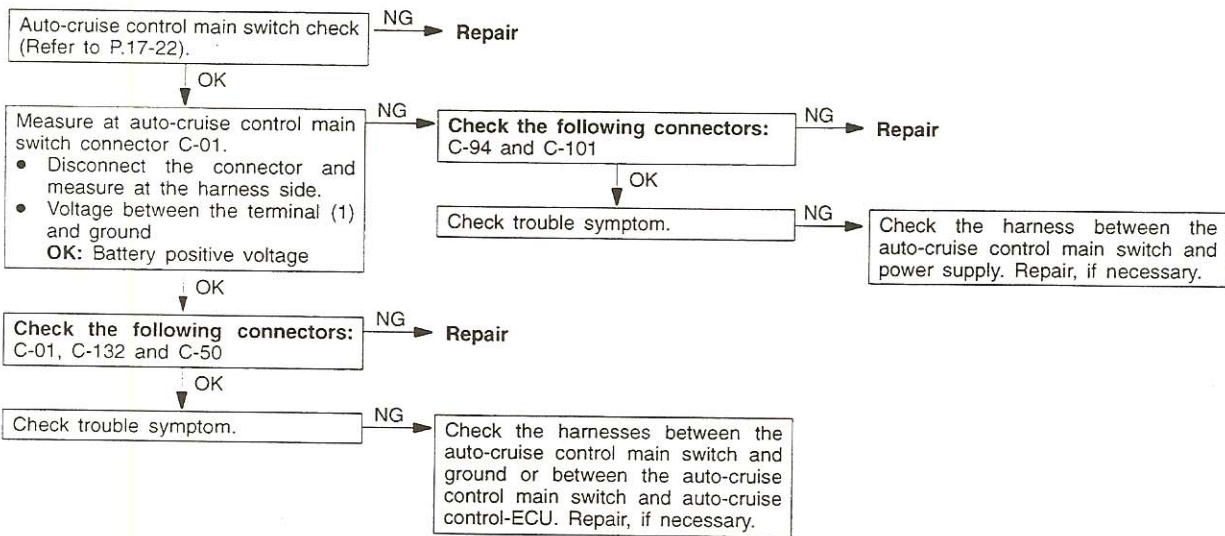 Auto-cruise control main switch check
(Refer to P.17-22).
NG
Repair
OK
Measure at auto-cruise control main
switch connector C-01.
● Disconnect the connector and
measure at the harness side.
● Voltage between the terminal (1)
and ground
OK: Battery positive voltage
NG
Check the following connectors:
C-94 and C-101
NG
Repair
OK
Check trouble symptom.
NG
Check the harness between the
auto-cruise control main switch and
power supply. Repair, if necessary.
OK
Check the following connectors:
C-01, C-132 and C-50
NG
Repair
OK
Check trouble symptom.
NG
Check the harnesses between the
auto-cruise control main switch and
ground or between the auto-cruise
control main switch and auto-cruise
control-ECU. Repair, if necessary.